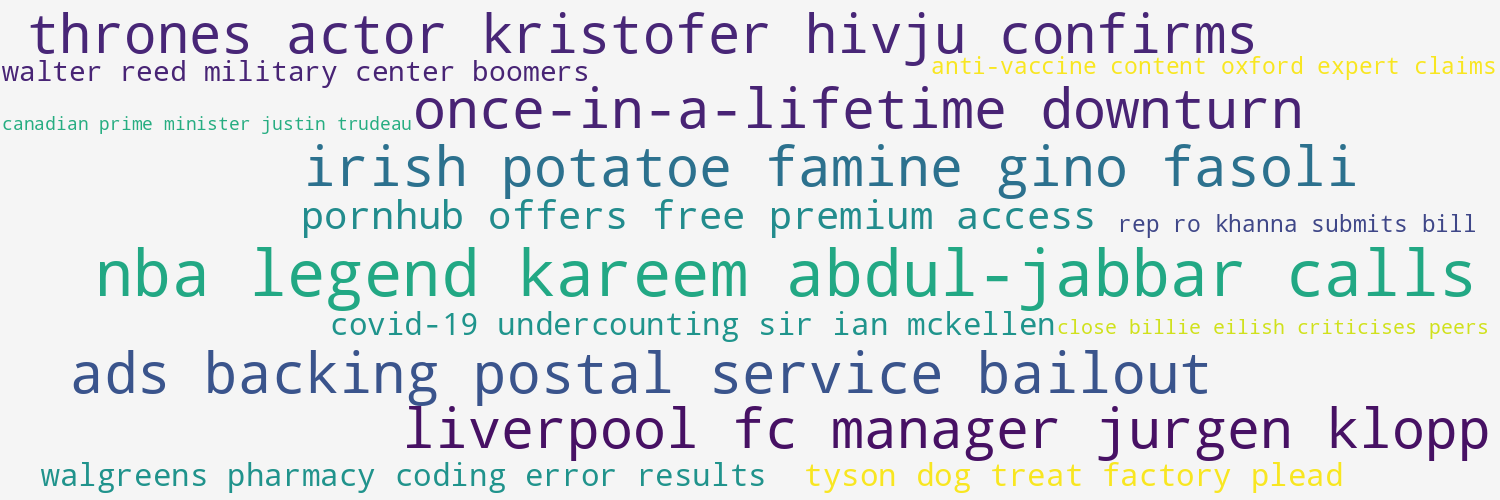 thrones actor kristofer hivju confirms
walter reed military center boomers
anti-vaccine content oxford expert claims
canadian prime minister justin trudeau
once-in-a-lifetime downturn
irish potatoe famine gino fasoli
pornhub offers free premium access
rep ro khanna submits bill
nba legend kareem abdul-jabbar calls
covid-19 undercounting sir ian mckellen
close billie eilish criticises peers
ads backing postal service bailout
liverpool fc manager jurgen klopp
walgreens pharmacy coding error results
tyson dog treat factory plead